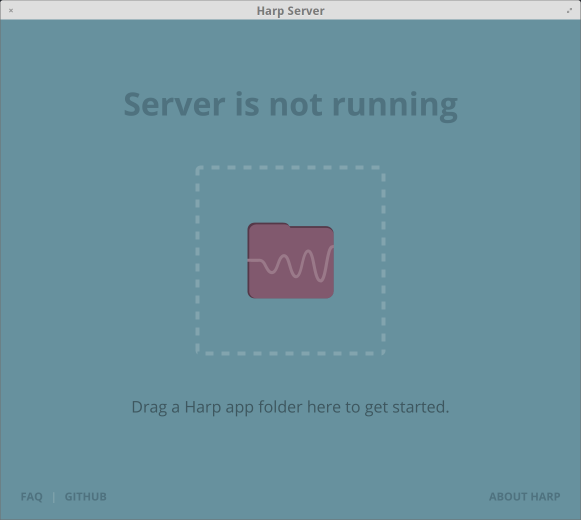 Harp Server
Server is not running
Drag a Harp app folder here to get started.
FAQ | GITHUB
ABOUT HARP